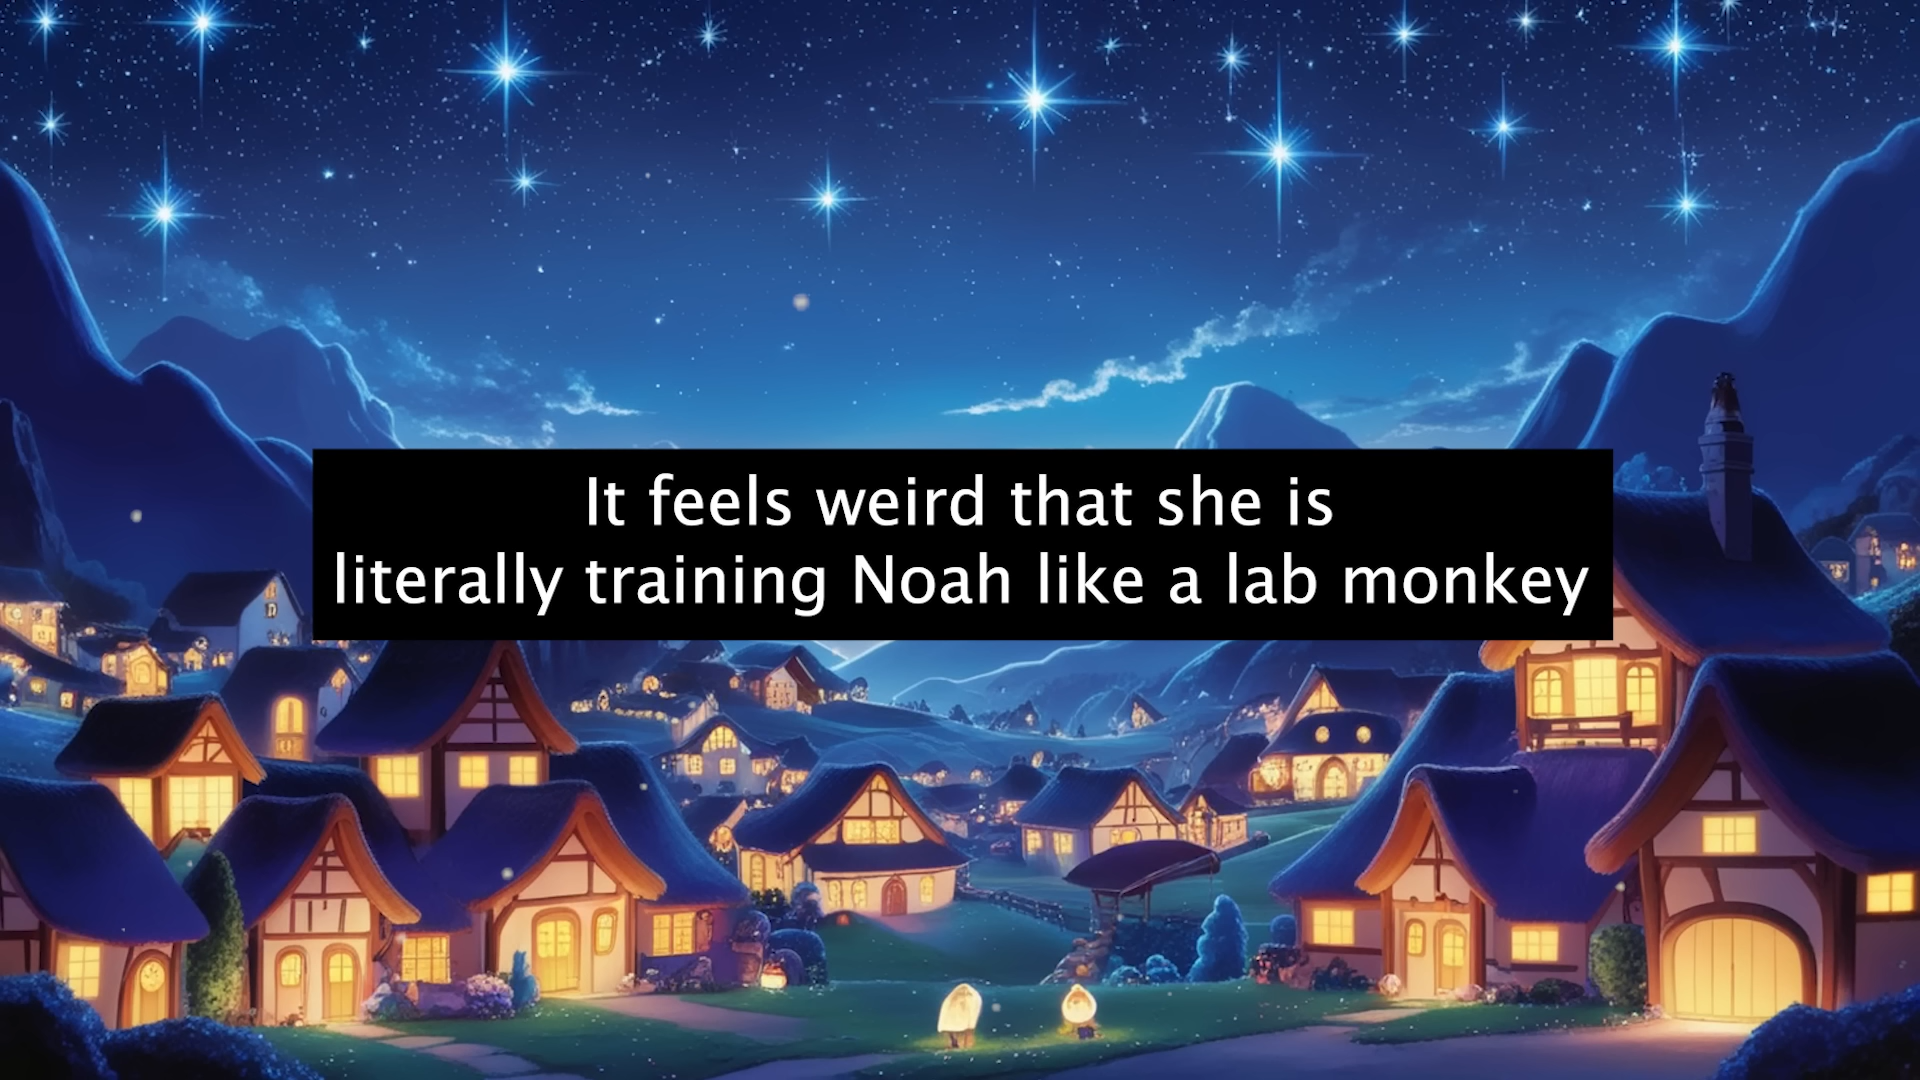 It feels weird that she is
literally training Noah like a lab monkey